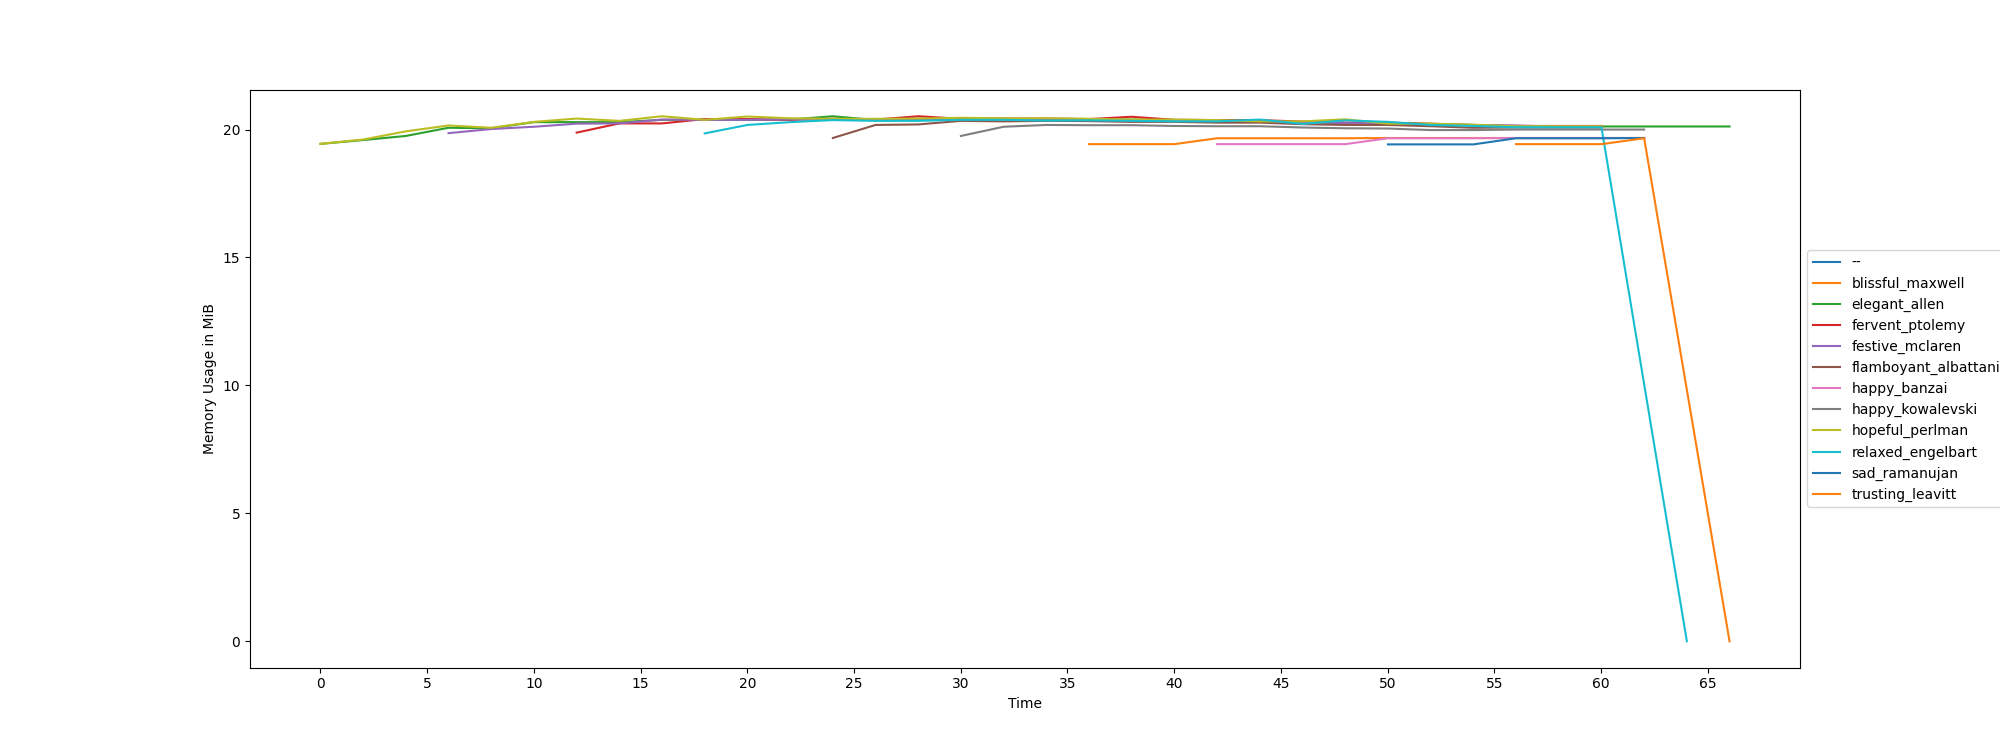 20
15
10
5
0
Memory Usage in MiB
0 5 10 15 20 25 30 35 40 45 50 55 60 65
Time
--
blissful_maxwell
elegant_allen
fervent_ptolemy
festive_mclaren
flamboyant_albattani
happy_banzai
happy_kowalevski
hopeful_perlman
relaxed_engelbart
sad_ramanujan
trusting_leavitt